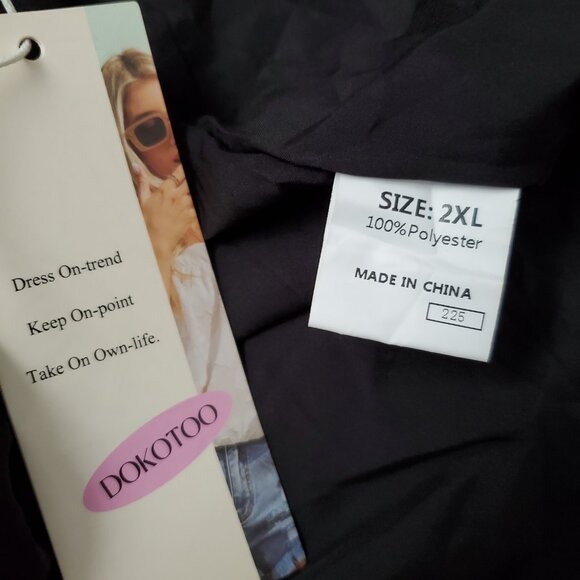 Dress On-trend
Keep On-point
Take On Own-life.
DOKOTOO
SIZE: 2XL
100%Polyester
MADE IN CHINA
225